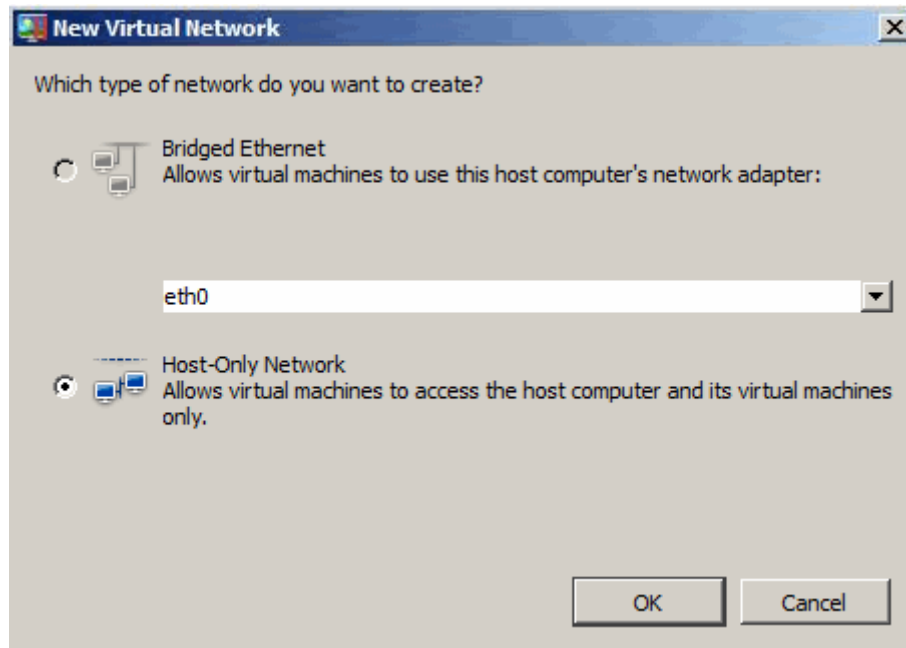 New Virtual Network
Which type of network do you want to create?
Bridged Ethernet
Allows virtual machines to use this host computer's network adapter:
eth0
Host-Only Network
Allows virtual machines to access the host computer and its virtual machines
only.
OK
Cancel